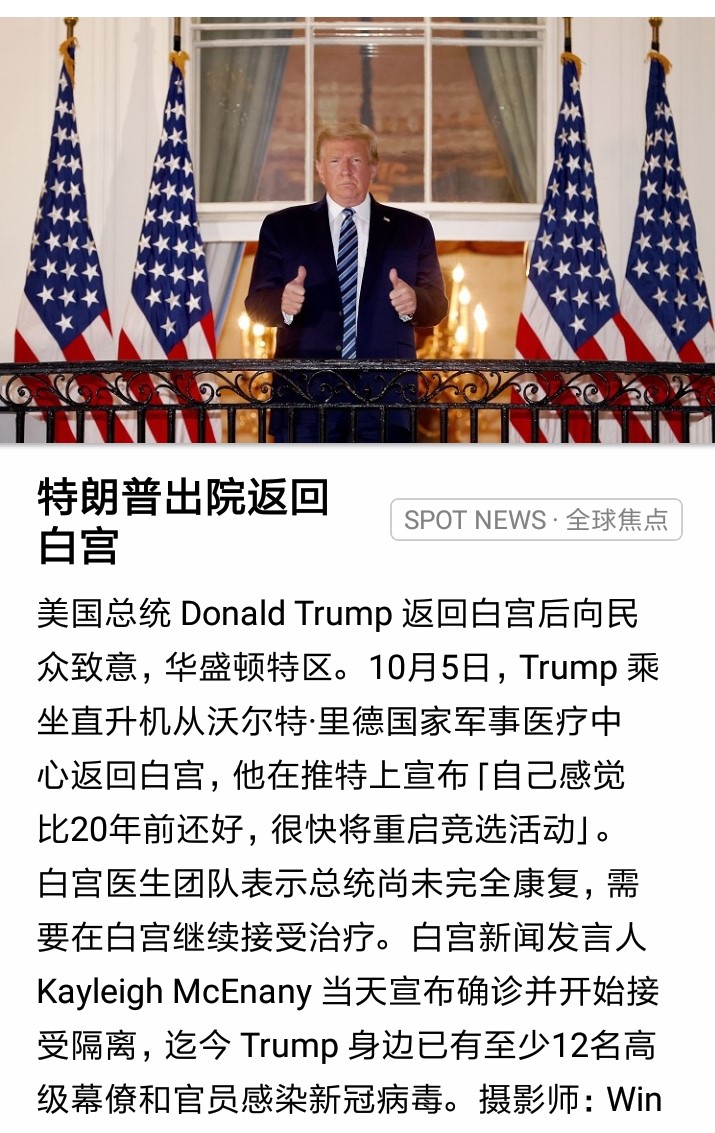 特朗普出院返回
白宫
SPOT NEWS · 全球焦点
美国总统 Donald Trump 返回白宫后向民
众致意，华盛顿特区。10月5日，Trump 乘
坐直升机从沃尔特·里德国家军事医疗中
心返回白宫，他在推特上宣布「自己感觉
比20年前还好，很快将重启竞选活动」。
白宫医生团队表示总统尚未完全康复，需
要在白宫继续接受治疗。白宫新闻发言人
Kayleigh McEnany 当天宣布确诊并开始接
受隔离，迄今 Trump 身边已有至少12名高
级幕僚和官员感染新冠病毒。摄影师：Win